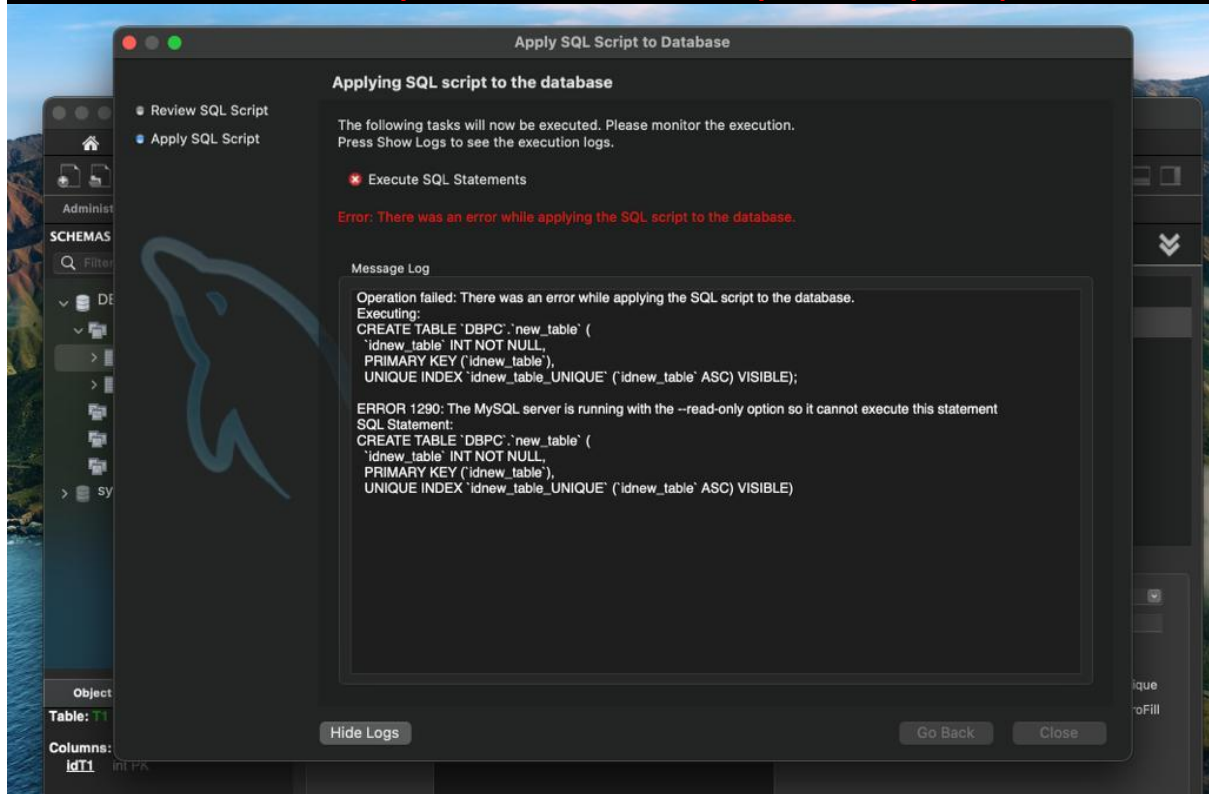 Apply SQL Script to Database
Applying SQL script to the database
Review SQL Script
Apply SQL Script
The following tasks will now be executed. Please monitor the execution.
Press Show Logs to see the execution logs.
Execute SQL Statements
Error: There was an error while applying the SQL script to the database.
Message Log
Operation failed: There was an error while applying the SQL script to the database.
Executing:
CREATE TABLE `DBPC`.`new_table` (
`idnew_table` INT NOT NULL,
PRIMARY KEY (`idnew_table`),
UNIQUE INDEX `idnew_table_UNIQUE` (`idnew_table` ASC) VISIBLE);
ERROR 1290: The MySQL server is running with the --read-only option so it cannot execute this statement
SQL Statement:
CREATE TABLE `DBPC`.`new_table` (
`idnew_table` INT NOT NULL,
PRIMARY KEY (`idnew_table`),
UNIQUE INDEX `idnew_table_UNIQUE` (`idnew_table` ASC) VISIBLE)
Hide Logs
Go Back
Close
SCHEMAS
Filter
Object
Table: T1
Columns:
idT1 int PK